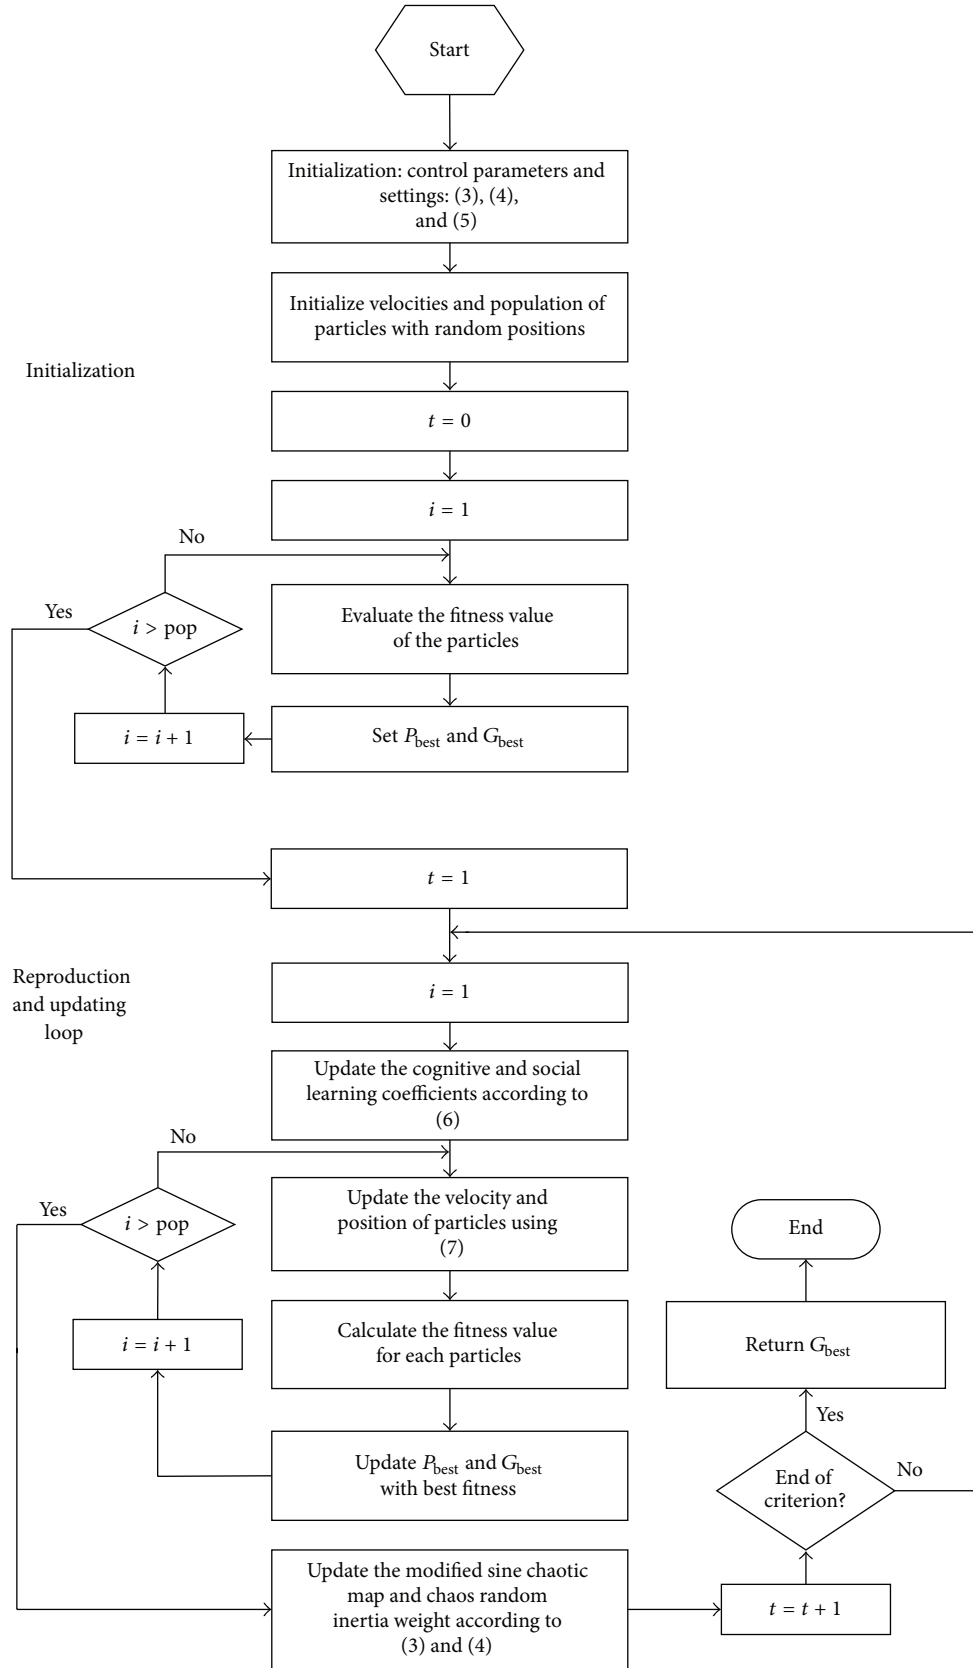 Start
Initialization: control parameters and
settings: (3), (4),
and (5)
Initialize velocities and population of
particles with random positions
Initialization
t = 0
i = 1
No
Yes
i > pop
Evaluate the fitness value
of the particles
i = i + 1
Set P_best and G_best
t = 1
Reproduction
and updating
loop
i = 1
Update the cognitive and social
learning coefficients according to
(6)
No
Yes
i > pop
Update the velocity and
position of particles using
(7)
End
i = i + 1
Calculate the fitness value
for each particles
Return G_best
Yes
Update P_best and G_best
with best fitness
End of
criterion?
No
Update the modified sine chaotic
map and chaos random
inertia weight according to
(3) and (4)
t = t + 1